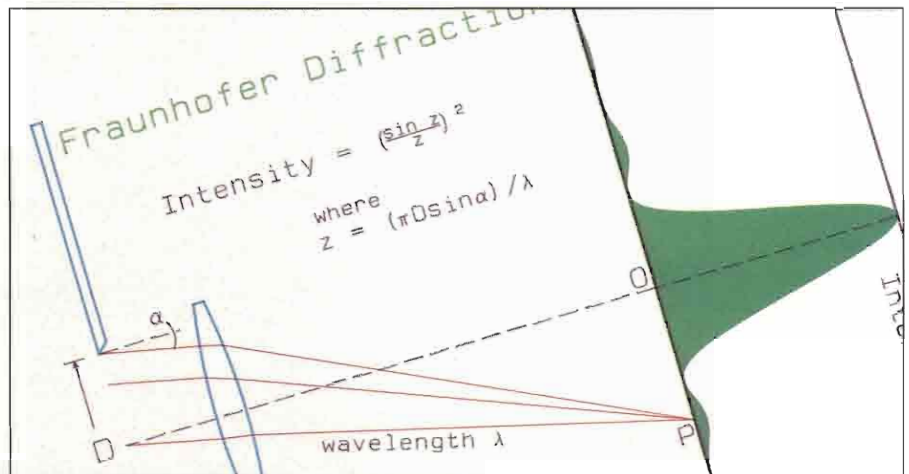 Fraunhofer Diffraction
Intensity = (sin z / z)²
where
z = (πDsinα)/λ
α
O
D
wavelength λ
P